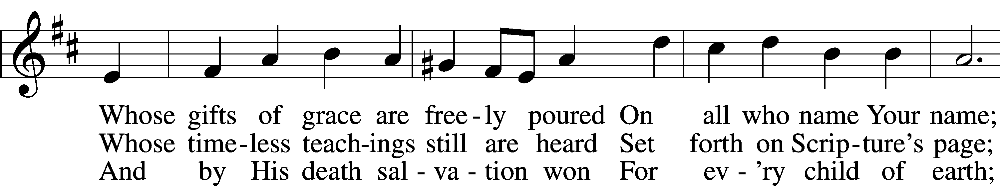 Whose gifts of grace are free - ly poured On all who name Your name;
Whose time - less teach - ings still are heard Set forth on Scrip - ture's page;
And by His death sal - va - tion won For ev - 'ry child of earth;